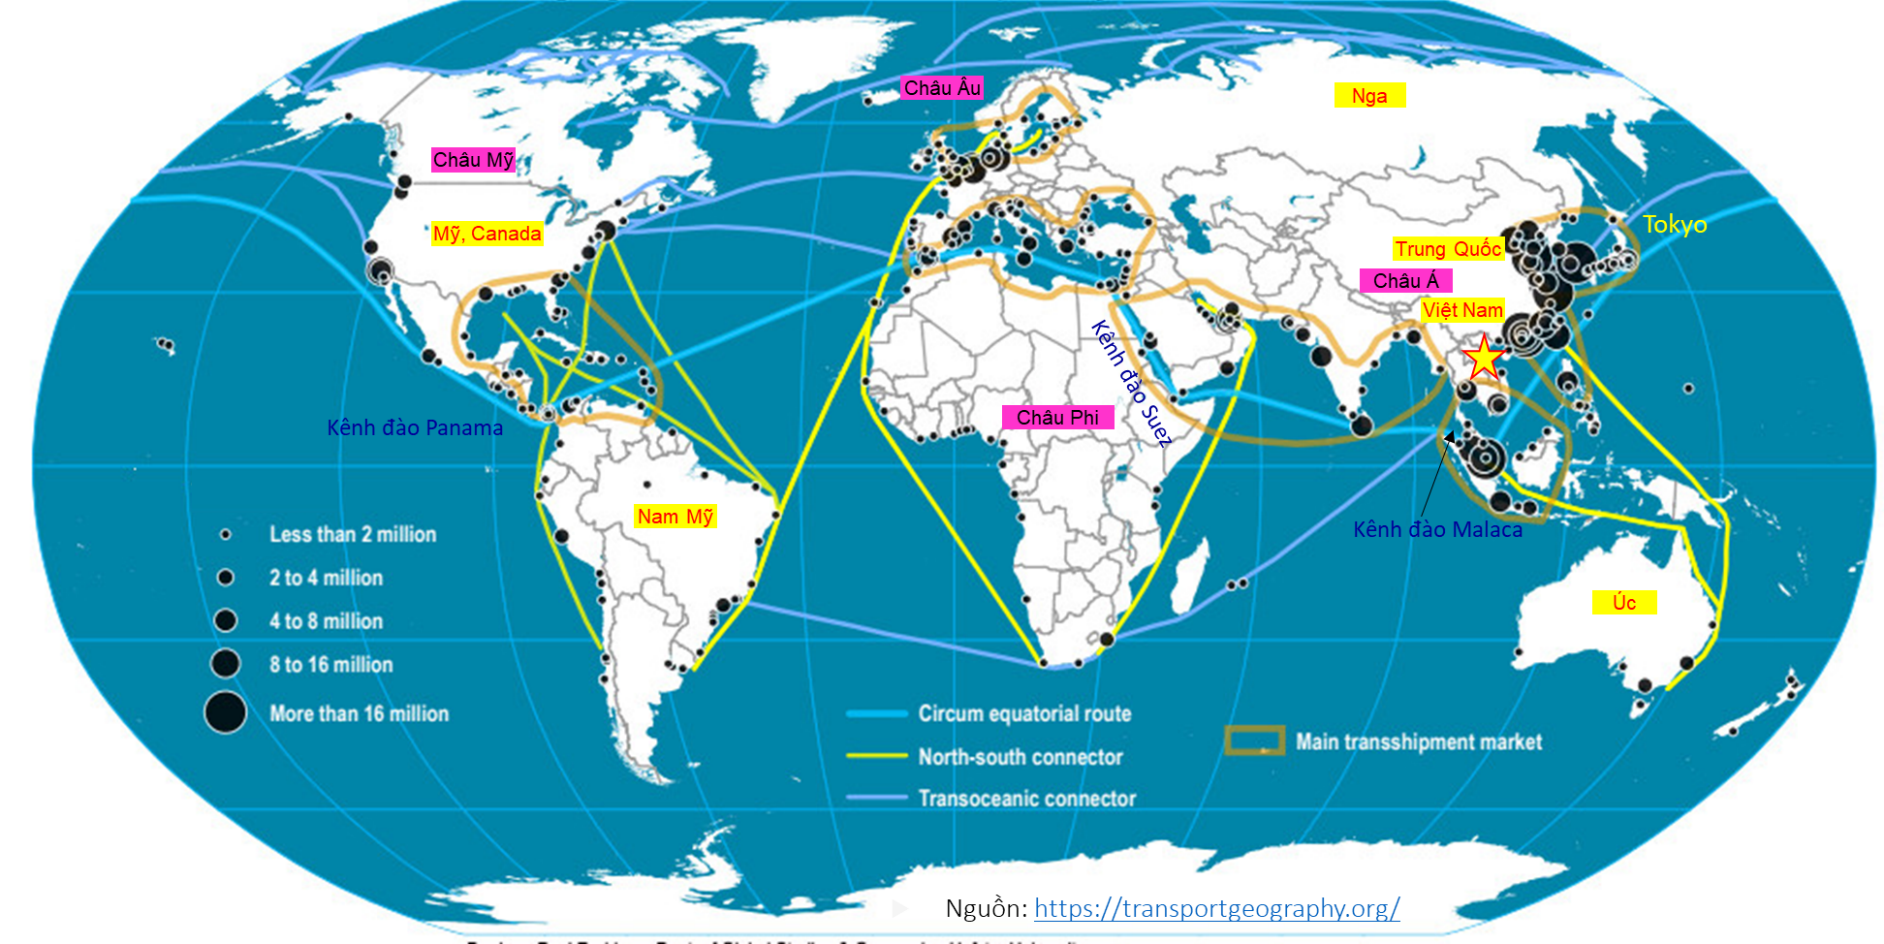 Châu Âu
Nga
Châu Mỹ
Mỹ, Canada
Tokyo
Trung Quốc
Châu Á
Việt Nam
Kênh đào Suez
Kênh đào Panama
Châu Phi
Nam Mỹ
Kênh đào Malaca
Úc
Less than 2 million
2 to 4 million
4 to 8 million
8 to 16 million
More than 16 million
Circum equatorial route
North-south connector
Transoceanic connector
Main transshipment market
Nguồn: https://transportgeography.org/